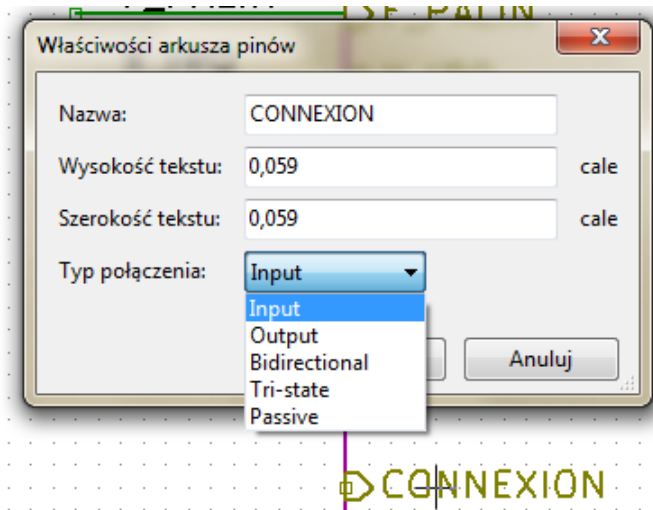 Właściwości arkusza pinów
Nazwa: CONNEXION
Wysokość tekstu: 0,059 cale
Szerokość tekstu: 0,059 cale
Typ połączenia: Input
Input
Output
Bidirectional
Anuluj
Tri-state
Passive
CONNEXION